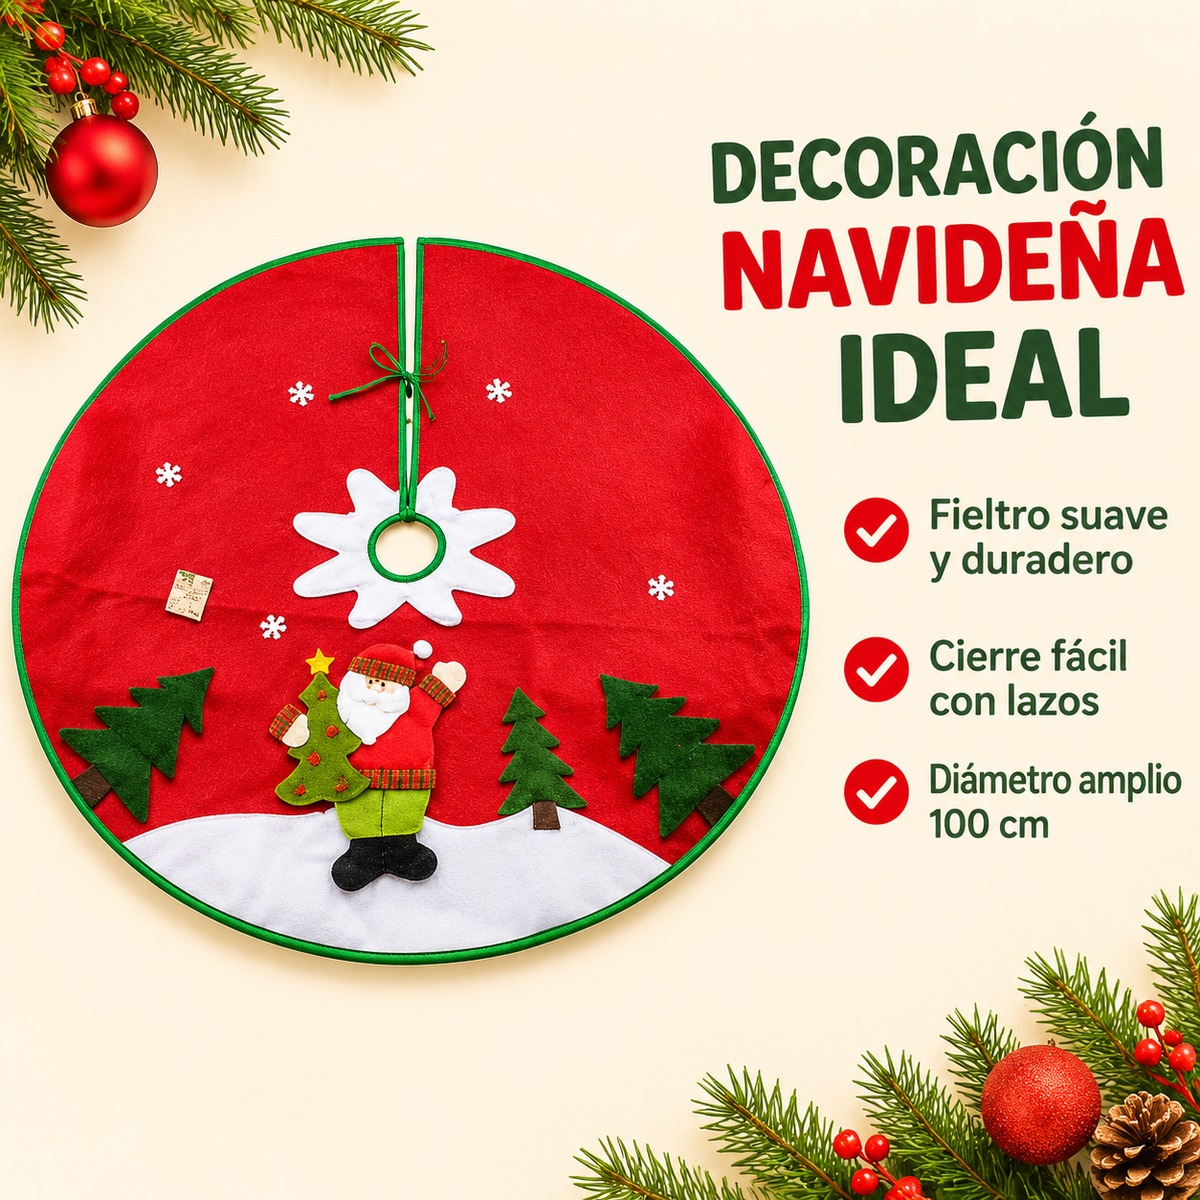 DECORACIÓN
NAVIDEÑA
IDEAL
Fieltro suave
y duradero
Cierre fácil
con lazos
Diámetro amplio
100 cm